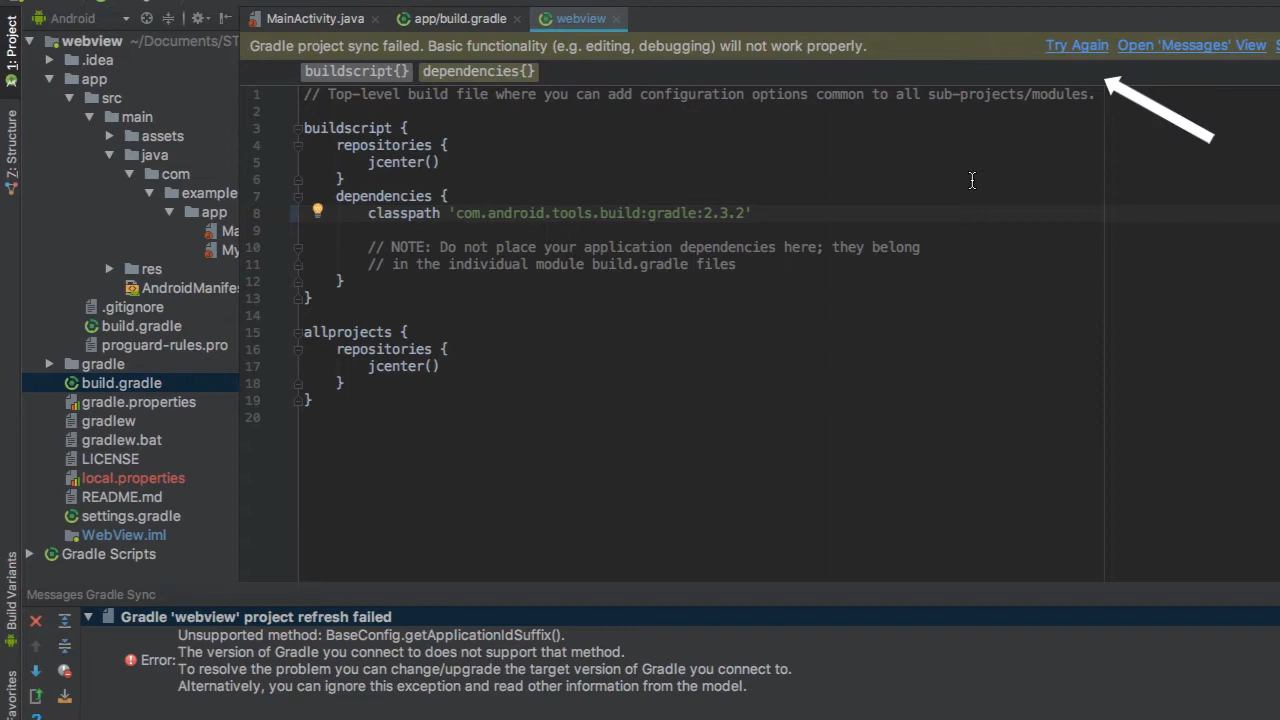 Android
MainActivity.java
app/build.gradle
webview
1: Project
webview ~/Documents/ST
Gradle project sync failed. Basic functionality (e.g. editing, debugging) will not work properly.
Try Again Open 'Messages' View S
.idea
app
src
main
assets
java
com
example
app
Ma
My
res
AndroidManifes
.gitignore
build.gradle
proguard-rules.pro
gradle
build.gradle
gradle.properties
gradlew
gradlew.bat
LICENSE
local.properties
README.md
settings.gradle
WebView.iml
Gradle Scripts
Z: Structure
Build Variants
Favorites
buildscript{} dependencies{}
1 // Top-level build file where you can add configuration options common to all sub-projects/modules.
2
3 buildscript {
4 repositories {
5 jcenter()
6 }
7 dependencies {
8 classpath 'com.android.tools.build:gradle:2.3.2'
9
10 // NOTE: Do not place your application dependencies here; they belong
11 // in the individual module build.gradle files
12 }
13 }
14
15 allprojects {
16 repositories {
17 jcenter()
18 }
19 }
20
Messages Gradle Sync
Gradle 'webview' project refresh failed
Error:
Unsupported method: BaseConfig.getApplicationIdSuffix().
The version of Gradle you connect to does not support that method.
To resolve the problem you can change/upgrade the target version of Gradle you connect to.
Alternatively, you can ignore this exception and read other information from the model.